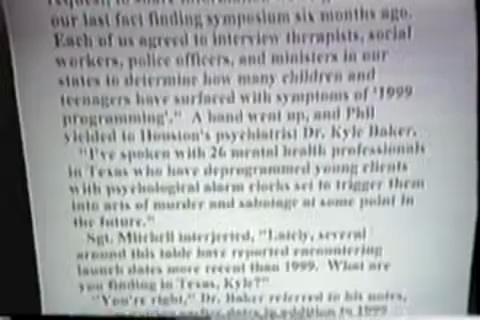 our last fact finding symposium six months ago.
Each of us agreed to interview therapists, social
workers, police officers, and ministers in our
states to determine how many children and
teenagers have surfaced with symptoms of '1999
programming'." A hand went up, and Phil
yielded to Houston's psychiatrist Dr. Kyle Baker.
"I've spoken with 26 mental health professionals
in Texas who have deprogrammed young clients
with psychological alarm clocks set to trigger them
into acts of murder and sabotage at some point in
the future."
Sgt. Mitchell interjected, "Lately, several
around this table have reported encountering
launch dates more recent than 1999. What are
you finding in Texas, Kyle?"
"You're right," Dr. Baker referred to his notes,
dates in addition to 1999